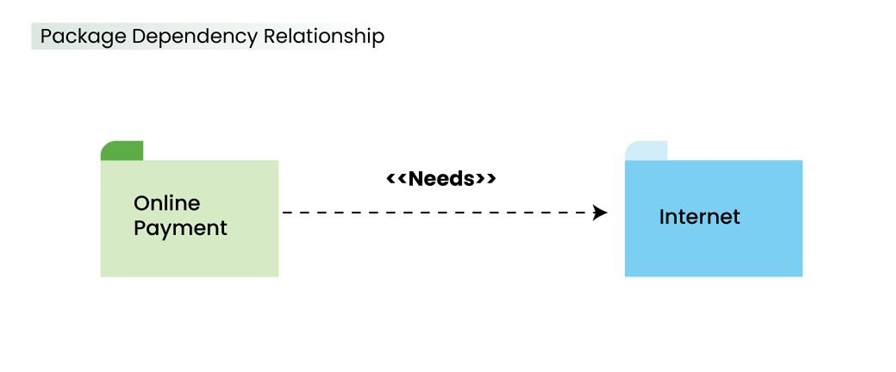 Package Dependency Relationship
<<Needs>>
Online
Payment
Internet